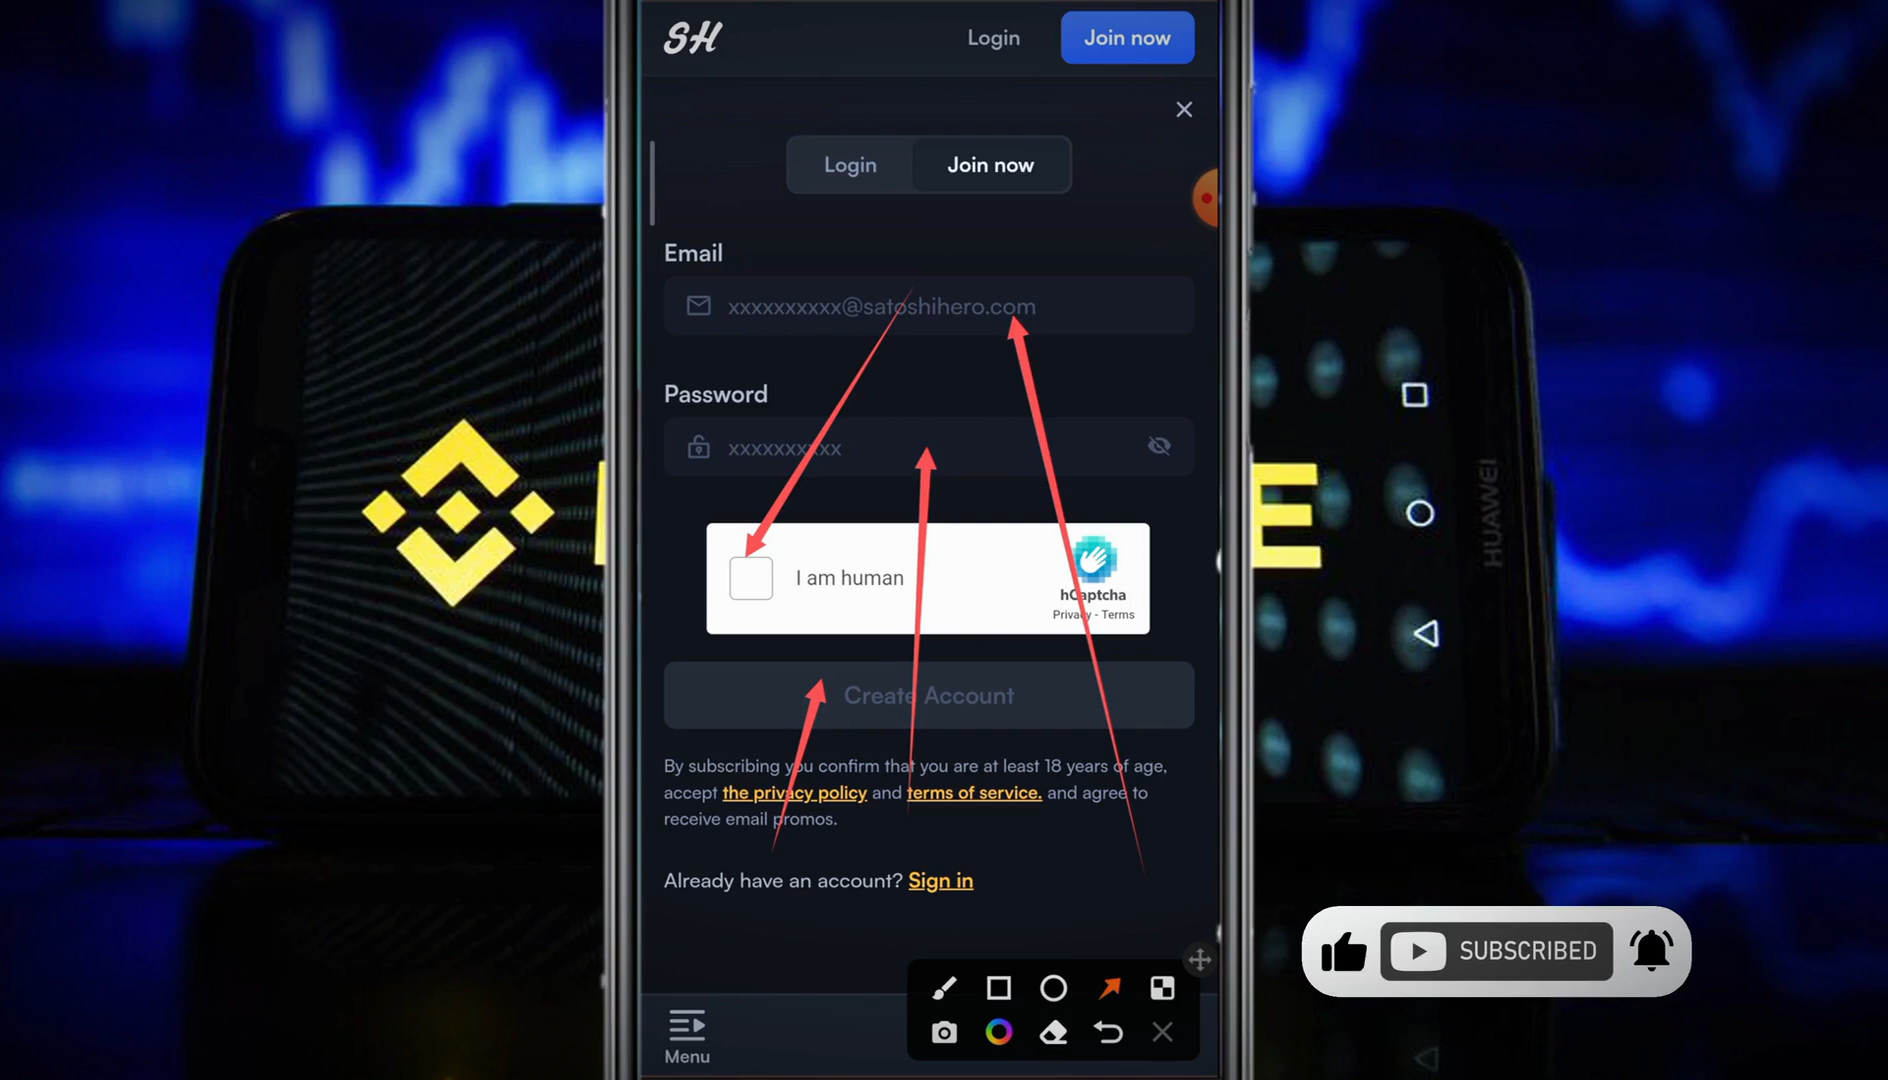 SH
Login
Join now
Login
Join now
Email
xxxxxxxxxx@satoshihero.com
Password
xxxxxxxxxx
I am human
hCaptcha
Privacy - Terms
Create Account
By subscribing you confirm that you are at least 18 years of age,
accept the privacy policy and terms of service. and agree to
receive email promos.
Already have an account? Sign in
Menu
E
HUAWEI
SUBSCRIBED